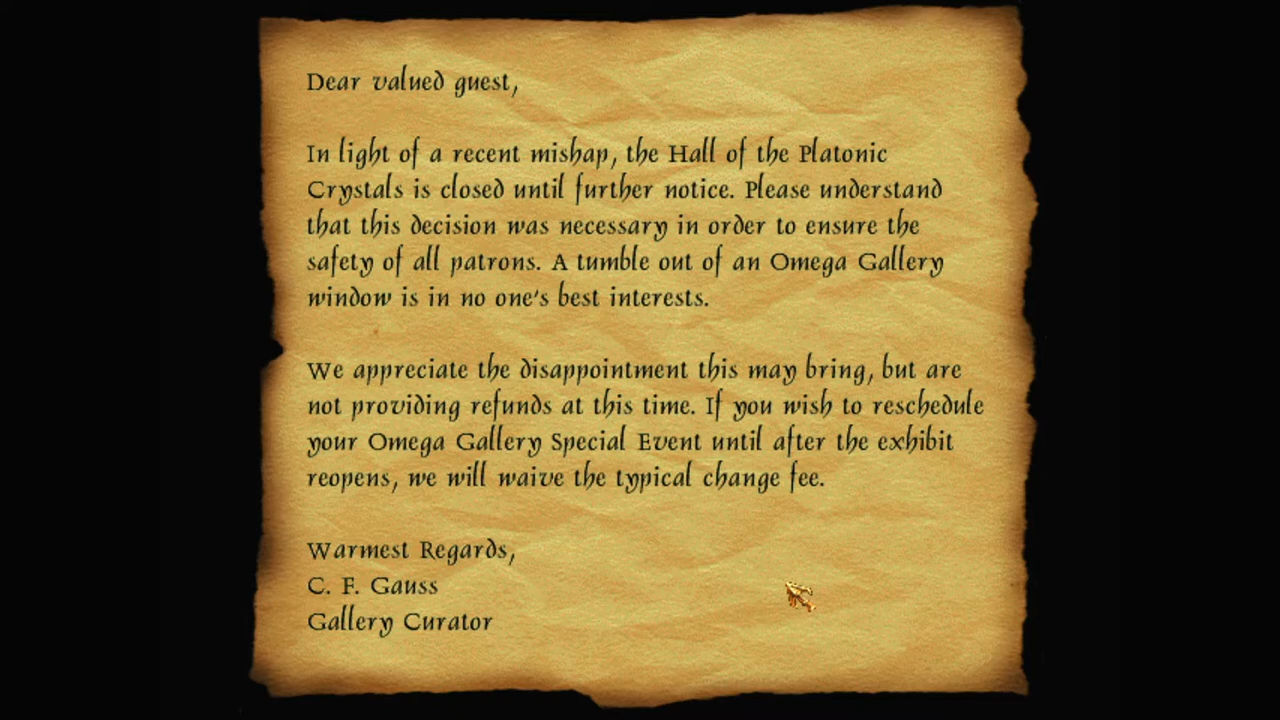 Dear valued guest,
In light of a recent mishap, the Hall of the Platonic
Crystals is closed until further notice. Please understand
that this decision was necessary in order to ensure the
safety of all patrons. A tumble out of an Omega Gallery
window is in no one's best interests.
We appreciate the disappointment this may bring, but are
not providing refunds at this time. If you wish to reschedule
your Omega Gallery Special Event until after the exhibit
reopens, we will waive the typical change fee.
Warmest Regards,
C. F. Gauss
Gallery Curator